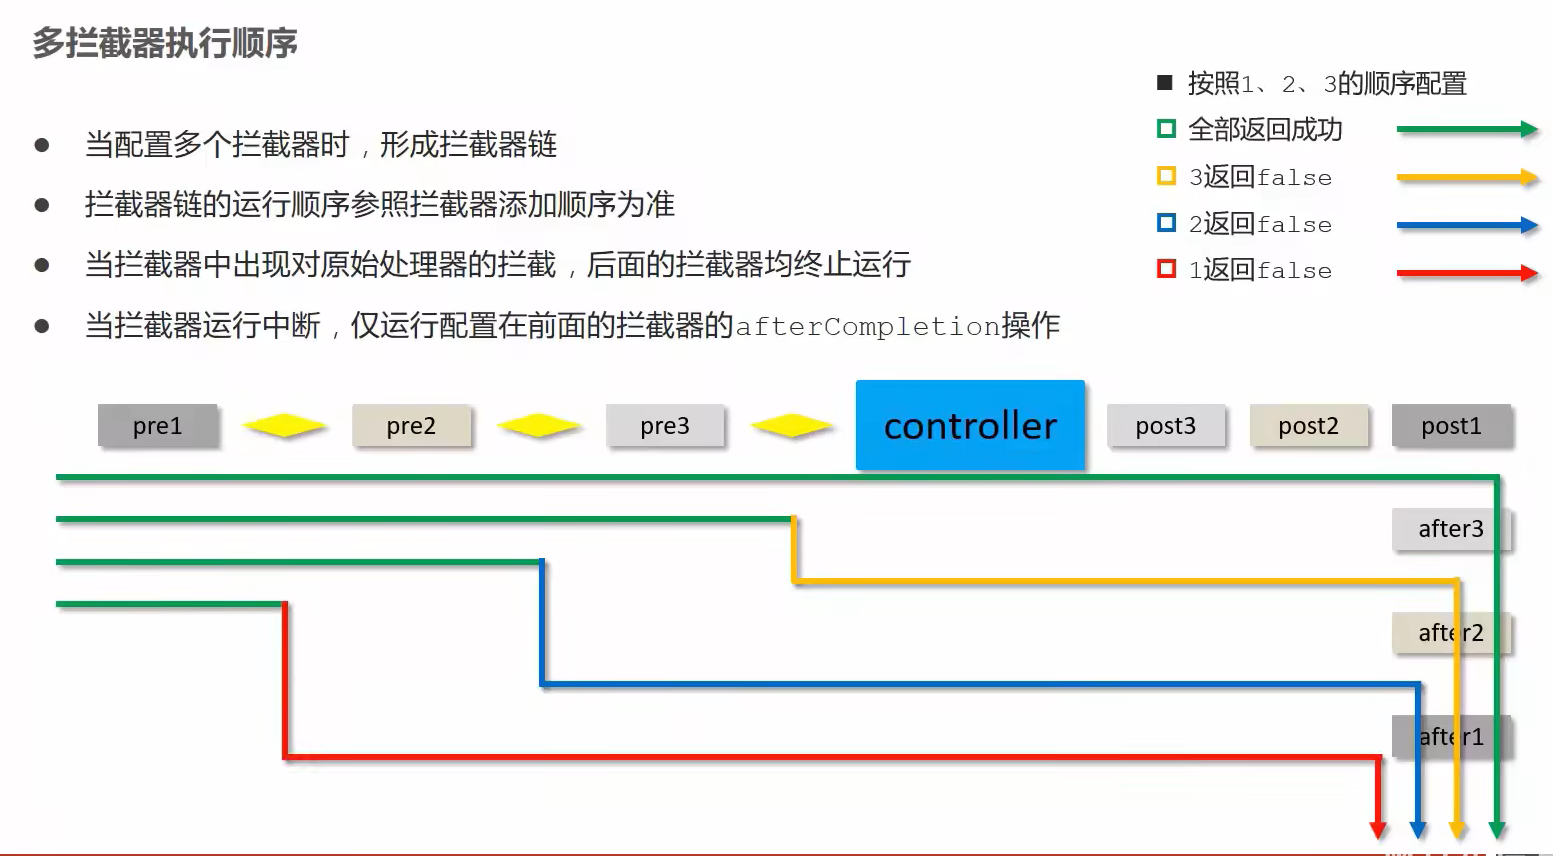 多拦截器执行顺序
按照1、2、3的顺序配置
全部返回成功
3返回false
2返回false
1返回false
当配置多个拦截器时，形成拦截器链
拦截器链的运行顺序参照拦截器添加顺序为准
当拦截器中出现对原始处理器的拦截，后面的拦截器均终止运行
当拦截器运行中断，仅运行配置在前面的拦截器的afterCompletion操作
pre1 pre2 pre3 controller post3 post2 post1
after3
after2
after1